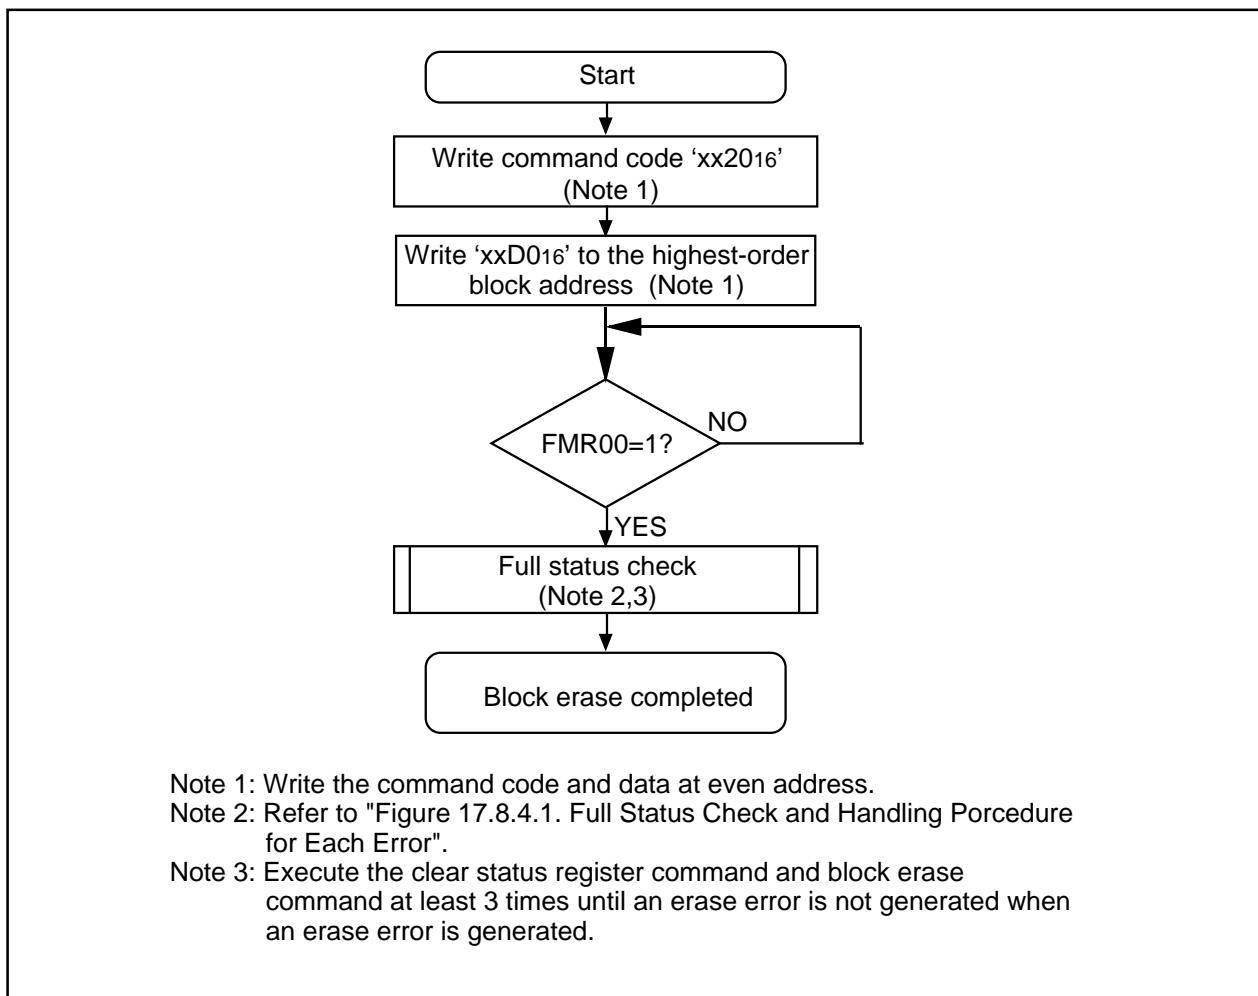 Start
Write command code ‘xx2016’
(Note 1)
Write ‘xxD016’ to the highest-order
block address (Note 1)
NO
FMR00=1?
YES
Full status check
(Note 2,3)
Block erase completed
Note 1: Write the command code and data at even address.
Note 2: Refer to "Figure 17.8.4.1. Full Status Check and Handling Porcedure
for Each Error".
Note 3: Execute the clear status register command and block erase
command at least 3 times until an erase error is not generated when
an erase error is generated.